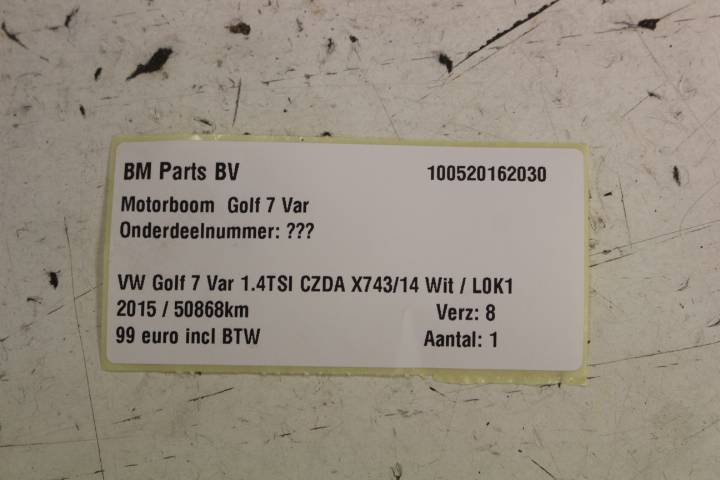 BM Parts BV 100520162030
Motorboom Golf 7 Var
Onderdeelnummer: ???
VW Golf 7 Var 1.4TSI CZDA X743/14 Wit / L0K1
2015 / 50868km Verz: 8
99 euro incl BTW Aantal: 1